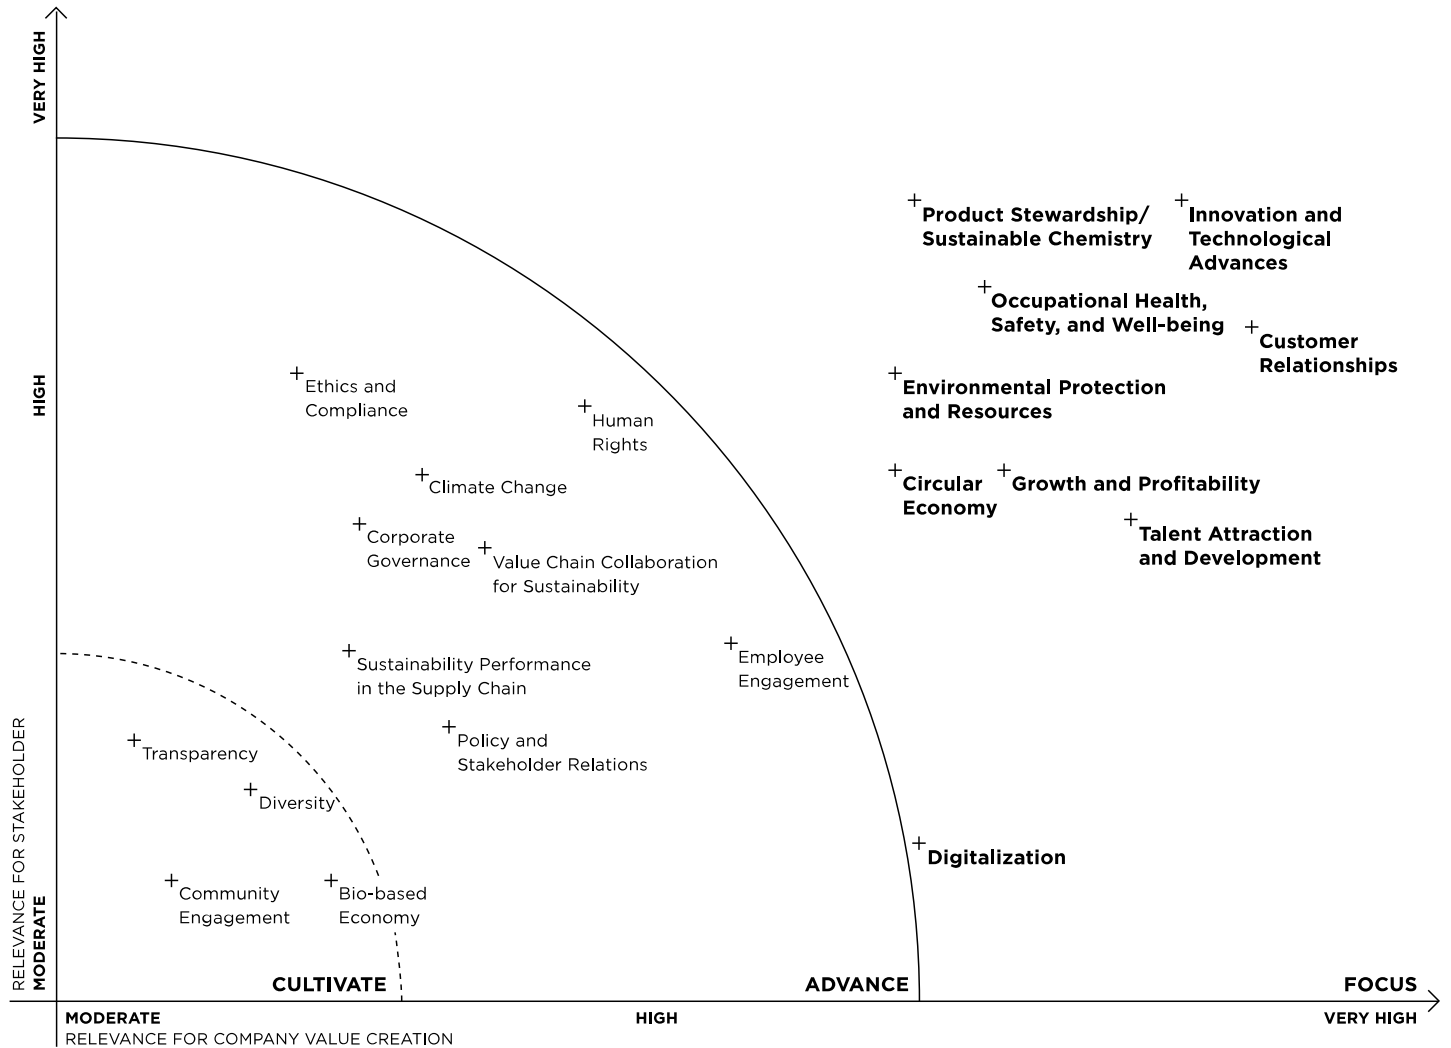 VERY HIGH
HIGH
RELEVANCE FOR STAKEHOLDER
MODERATE
Product Stewardship/
Sustainable Chemistry
Innovation and
Technological
Advances
Occupational Health,
Safety, and Well-being
Customer
Relationships
Ethics and
Compliance
Environmental Protection
and Resources
Human
Rights
Climate Change
Circular
Economy
Growth and Profitability
Corporate
Governance
Value Chain Collaboration
for Sustainability
Talent Attraction
and Development
Sustainability Performance
in the Supply Chain
Employee
Engagement
Transparency
Policy and
Stakeholder Relations
Diversity
Digitalization
Community
Engagement
Bio-based
Economy
CULTIVATE
ADVANCE
FOCUS
MODERATE
HIGH
VERY HIGH
RELEVANCE FOR COMPANY VALUE CREATION